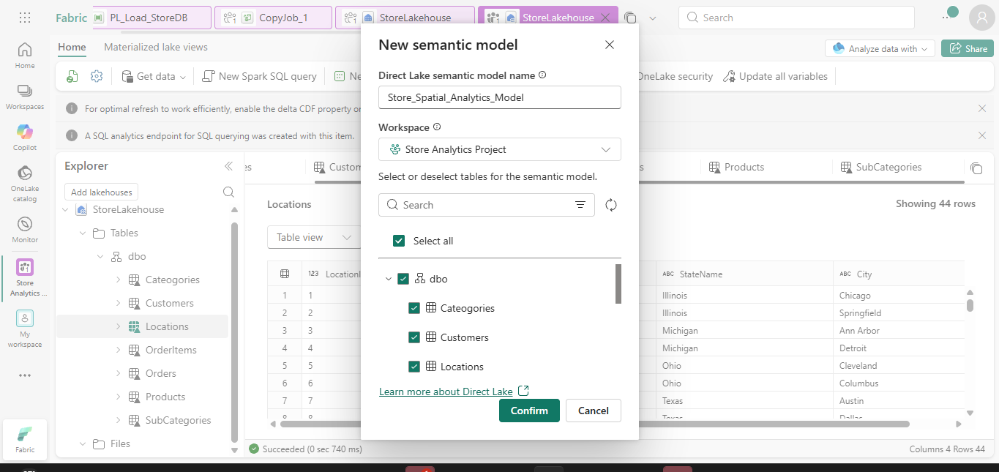 Fabric
PL_Load_StoreDB
CopyJob_1
StoreLakehouse
StoreLakehouse
Search
Home
Materialized lake views
Analyze data with
Share
Get data
New Spark SQL query
OneLake security
Update all variables
For optimal refresh to work efficiently, enable the delta CDF property or
A SQL analytics endpoint for SQL querying was created with this item.
Home
Workspaces
Copilot
OneLake
catalog
Monitor
Store
Analytics ...
My
workspace
Fabric
Explorer
Add lakehouses
StoreLakehouse
Tables
dbo
Cateogories
Customers
Locations
OrderItems
Orders
Products
SubCategories
Files
Products
SubCategories
Locations
Showing 44 rows
Table view
123
ABC StateName
ABC City
1 1 Illinois Chicago
2 2 Illinois Springfield
3 3 Michigan Ann Arbor
4 4 Michigan Detroit
5 5 Ohio Cleveland
6 6 Ohio Columbus
7 7 Texas Austin
8 8 Texas Dallas
Succeeded (0 sec 740 ms)
Columns 4 Rows 44
New semantic model
Direct Lake semantic model name
Store_Spatial_Analytics_Model
Workspace
Store Analytics Project
Select or deselect tables for the semantic model.
Search
Select all
dbo
Cateogories
Customers
Locations
Learn more about Direct Lake
Confirm
Cancel